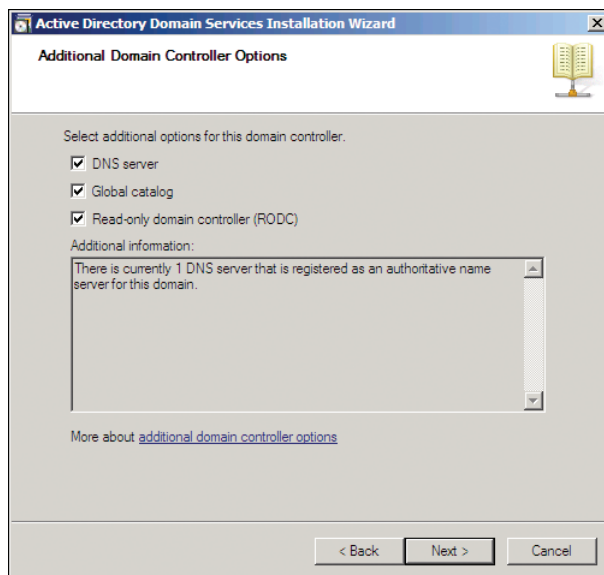 Active Directory Domain Services Installation Wizard
Additional Domain Controller Options
Select additional options for this domain controller.
DNS server
Global catalog
Read-only domain controller (RODC)
Additional information:
There is currently 1 DNS server that is registered as an authoritative name
server for this domain.
More about additional domain controller options
< Back
Next >
Cancel